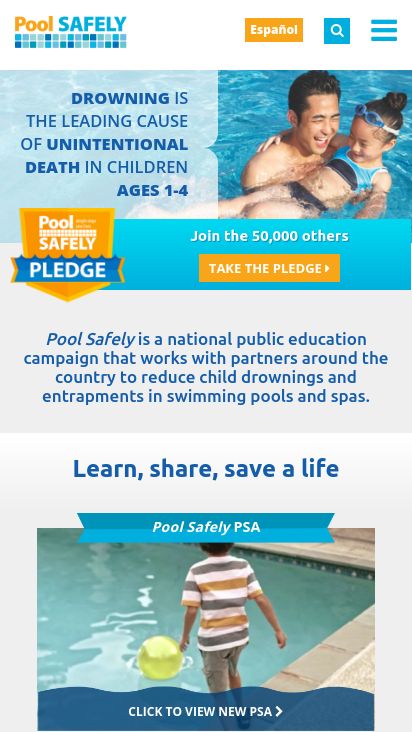 Pool SAFELY
Español
DROWNING IS
THE LEADING CAUSE
OF UNINTENTIONAL
DEATH IN CHILDREN
AGES 1-4
Pool
SAFELY
PLEDGE
Join the 50,000 others
TAKE THE PLEDGE
Pool Safely is a national public education
campaign that works with partners around the
country to reduce child drownings and
entrapments in swimming pools and spas.
Learn, share, save a life
Pool Safely PSA
CLICK TO VIEW NEW PSA